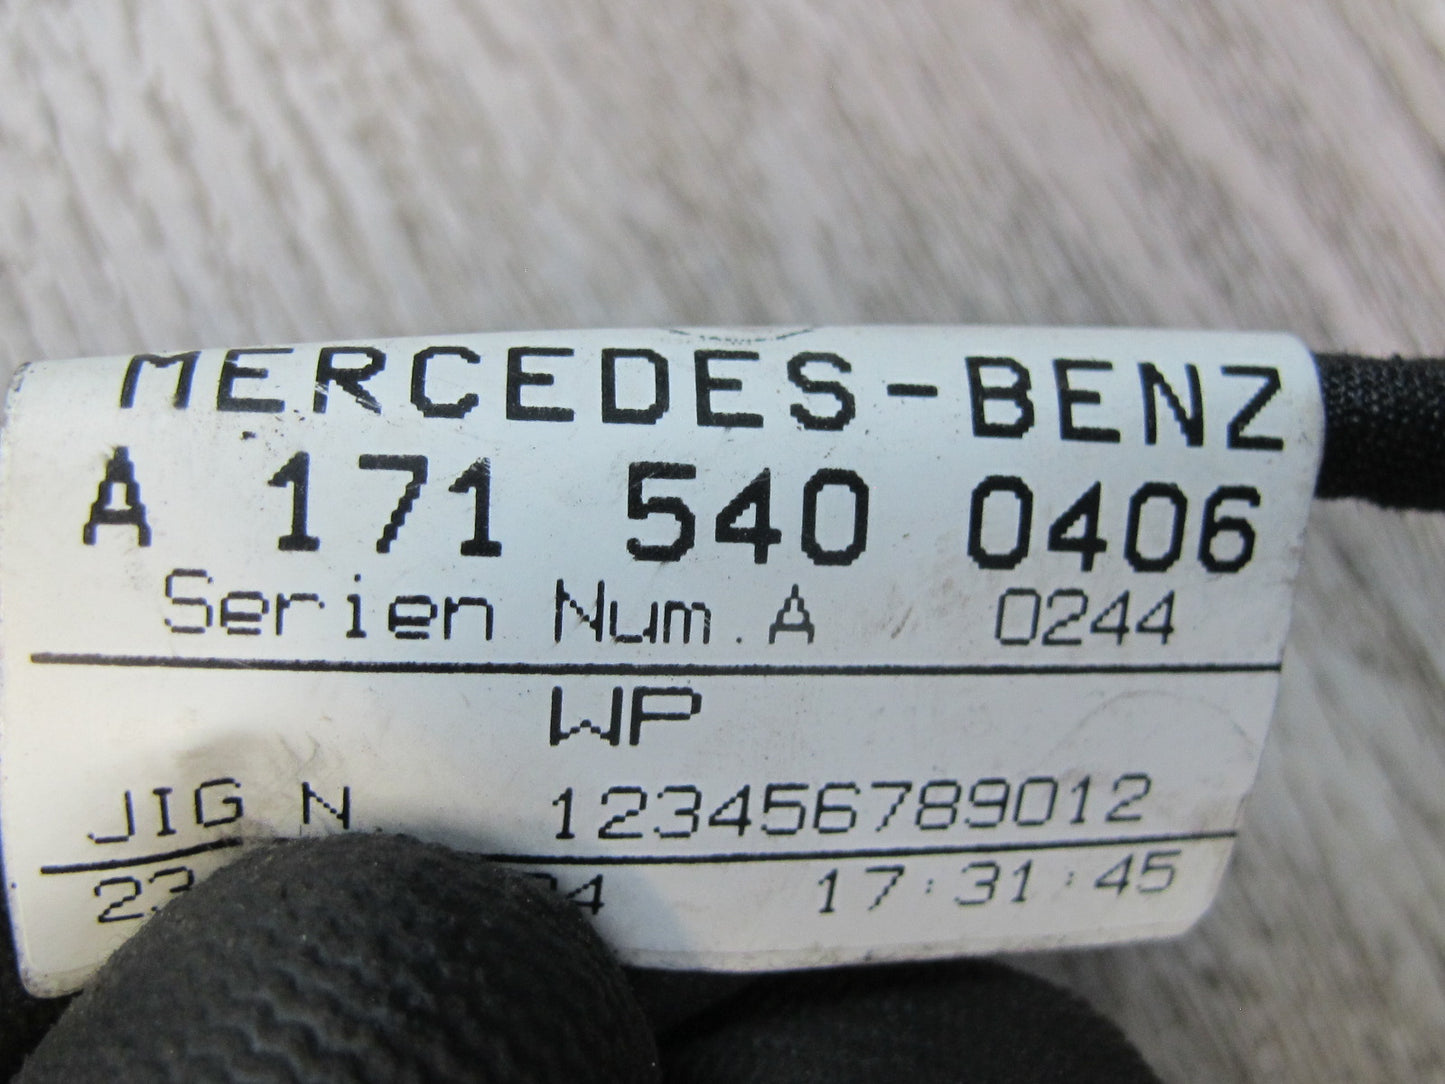 MERCEDES-BENZ
A 171 540 0406
Serien Num.A 0244
WP
JIG N 123456789012
17:31:45